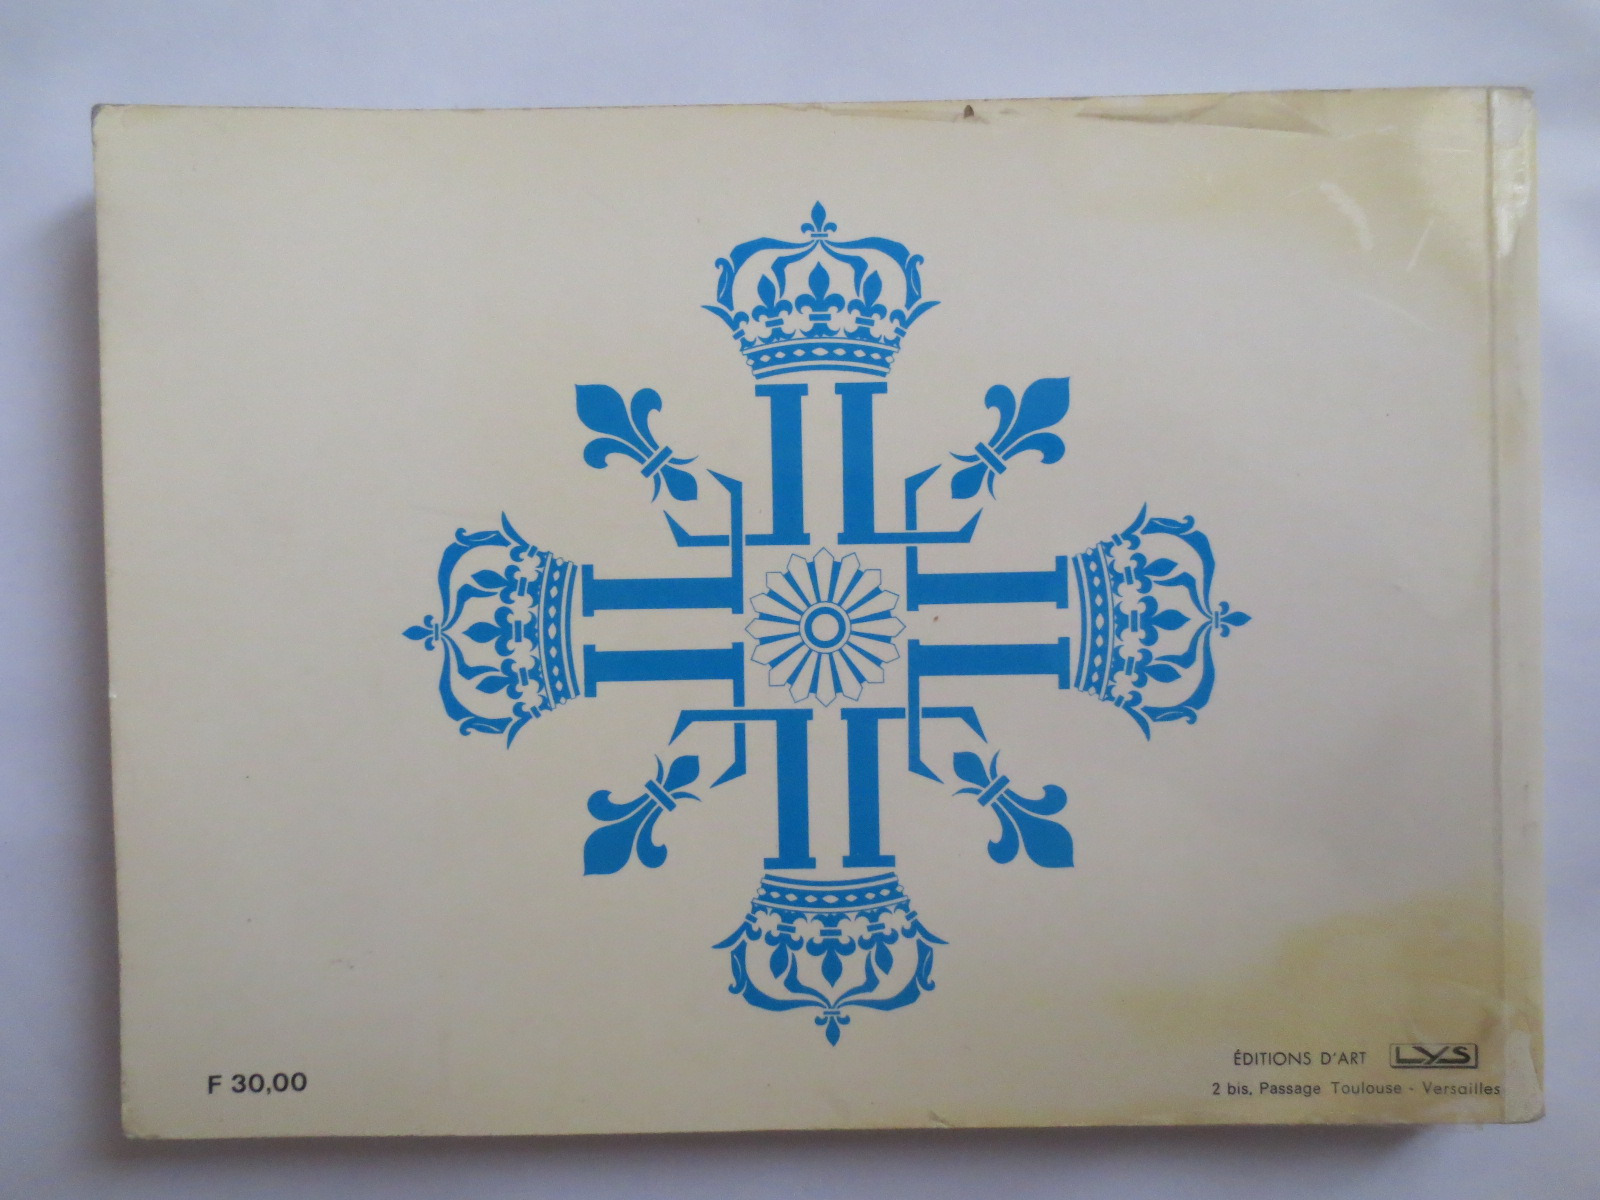 F 30,00
ÉDITIONS D'ART LYS
2 bis, Passage Toulouse - Versailles